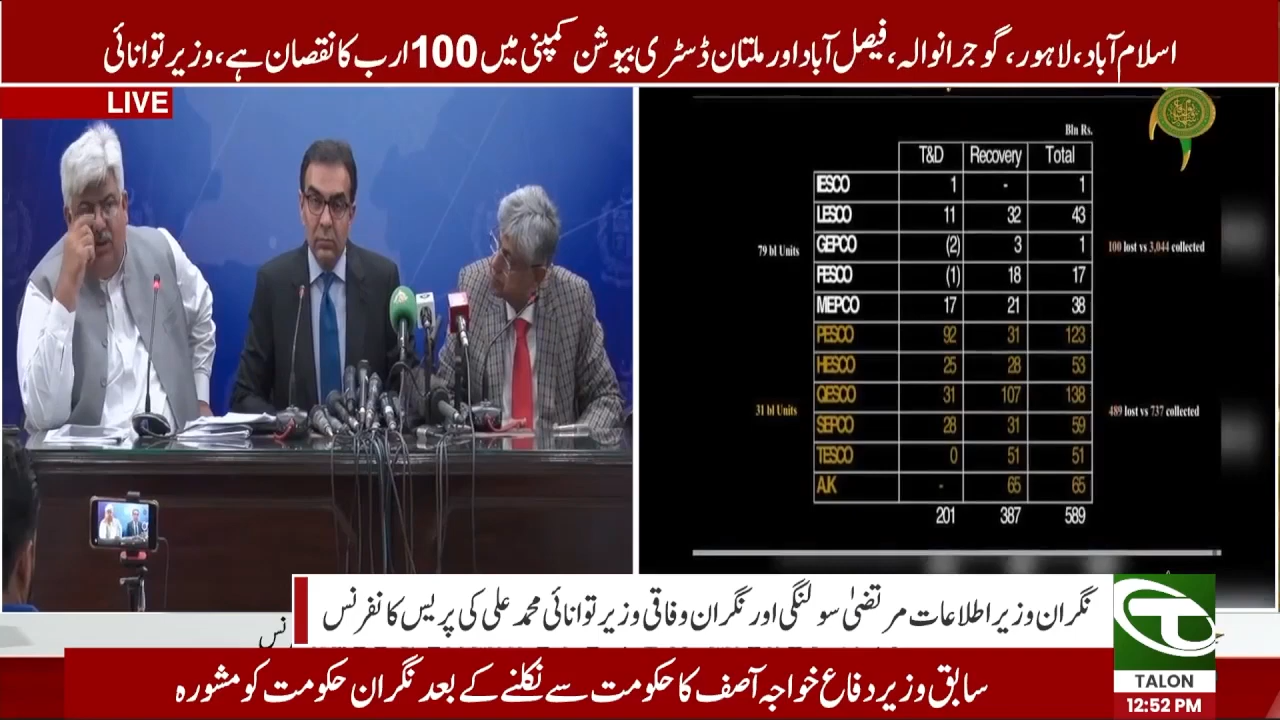 اسلام آباد، لاہور، گوجرانوالہ، فیصل آباد اور ملتان ڈسٹری بیوشن کمپنی میں 100 ارب کا نقصان ہے، وزیر توانائی
LIVE
Bln Rs.
T&D Recovery Total
IESCO 1 - 1
LESCO 11 32 43
GEPCO (2) 3 1
FESCO (1) 18 17
MEPCO 17 21 38
PESCO 92 31 123
HESCO 25 28 53
QESCO 31 107 138
SEPCO 28 31 59
TESCO 0 51 51
A.K - 65 65
201 387 589
79 bl Units
100 lost vs 3,044 collected
31 bl Units
489 lost vs 737 collected
نگران وزیر اطلاعات مرتضیٰ سولنگی اور نگران وفاقی وزیر توانائی محمد علی کی پریس کانفرنس
سابق وزیر دفاع خواجہ آصف کا حکومت سے نکلنے کے بعد نگران حکومت کو مشورہ
TALON
12:52 PM